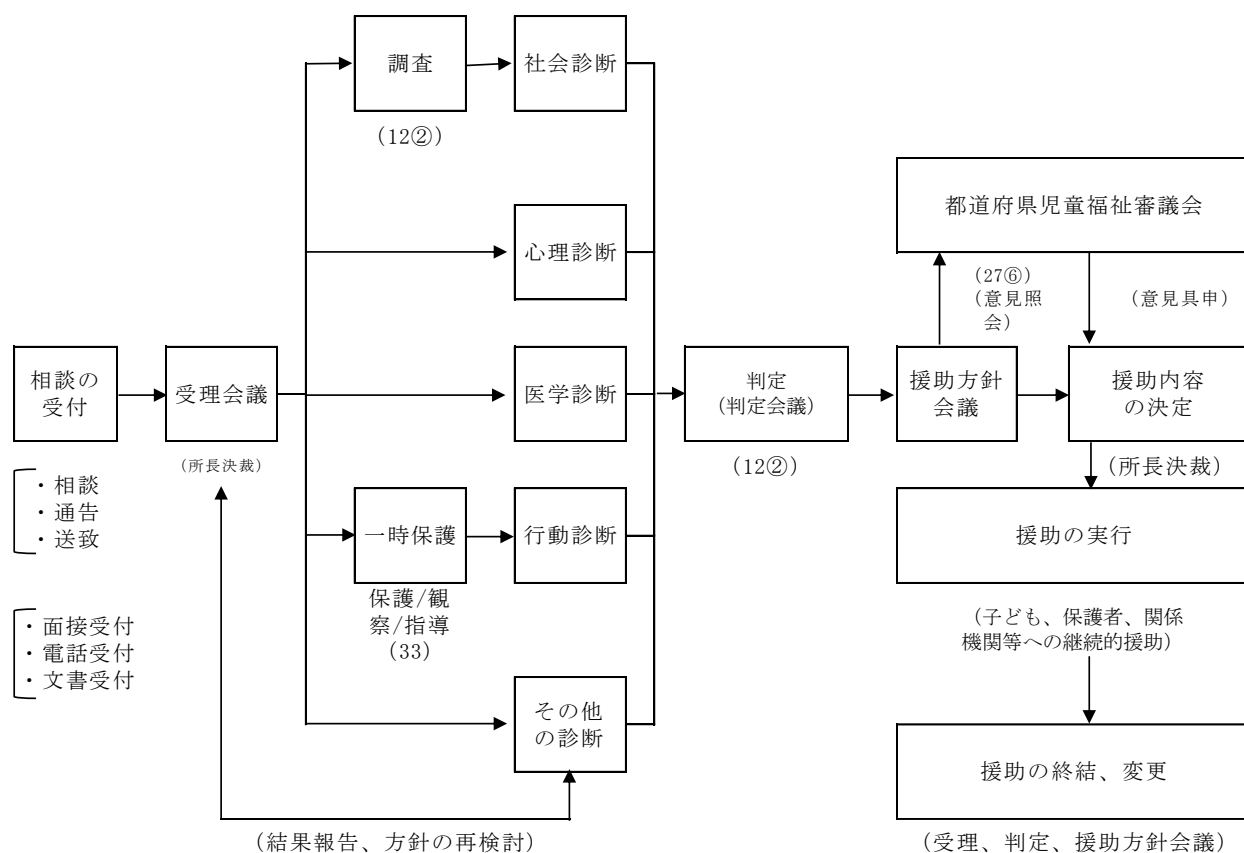 調査
社会診断
(12②)
都道府県児童福祉審議会
心理診断
(27⑥)
(意見照
会)
(意見具申)
相談の
受付
受理会議
医学診断
判定
(判定会議)
援助方針
会議
援助内容
の決定
(所長決裁)
(12②)
(所長決裁)
・相談
・通告
・送致
一時保護
行動診断
援助の実行
保護/観
察/指導
(33)
・面接受付
・電話受付
・文書受付
(子ども、保護者、関係
機関等への継続的援助)
その他
の診断
援助の終結、変更
(結果報告、方針の再検討)
(受理、判定、援助方針会議)